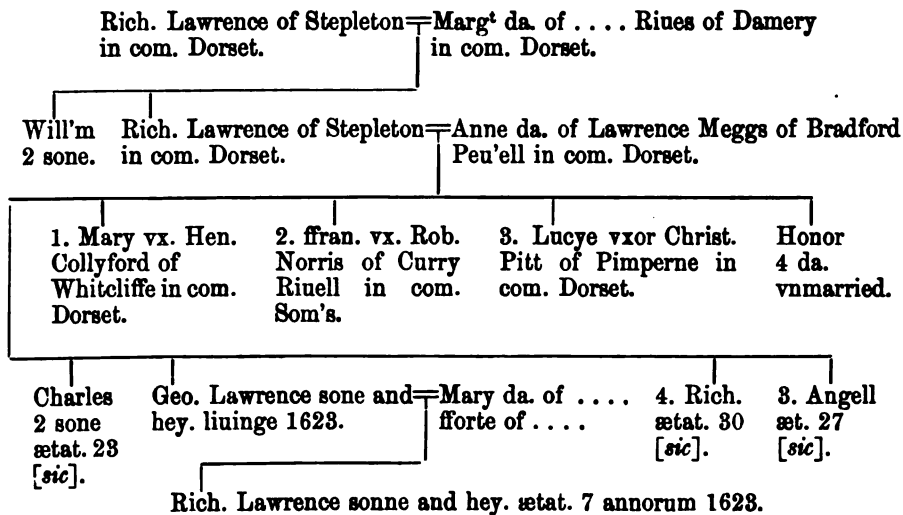 Rich. Lawrence of Stepleton=Margᵗ da. of .... Riues of Damery
in com. Dorset. in com. Dorset.
Will'm
2 sone.
Rich. Lawrence of Stepleton=Anne da. of Lawrence Meggs of Bradford
in com. Dorset. Peu'ell in com. Dorset.
1. Mary vx. Hen.
Collyford of
Whitcliffe in com.
Dorset.
2. ffran. vx. Rob.
Norris of Curry
Riuell in com.
Som's.
3. Lucye vxor Christ.
Pitt of Pimperne in
com. Dorset.
Honor
4 da.
vnmarried.
Charles
2 sone
ætat. 23
[sic].
Geo. Lawrence sone and=Mary da. of ....
hey. liuinge 1623. fforte of ....
4. Rich.
ætat. 30
[sic].
3. Angell
æt. 27
[sic].
Rich. Lawrence sonne and hey. ætat. 7 annorum 1623.